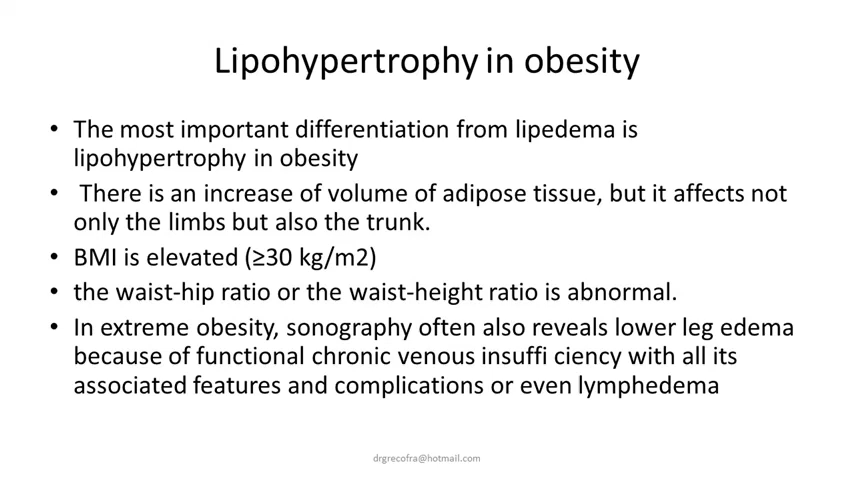 Lipohypertrophy in obesity
• The most important differentiation from lipedema is
lipohypertrophy in obesity
• There is an increase of volume of adipose tissue, but it affects not
only the limbs but also the trunk.
• BMI is elevated (≥30 kg/m2)
• the waist-hip ratio or the waist-height ratio is abnormal.
• In extreme obesity, sonography often also reveals lower leg edema
because of functional chronic venous insuffi ciency with all its
associated features and complications or even lymphedema
drgrecofra@hotmail.com